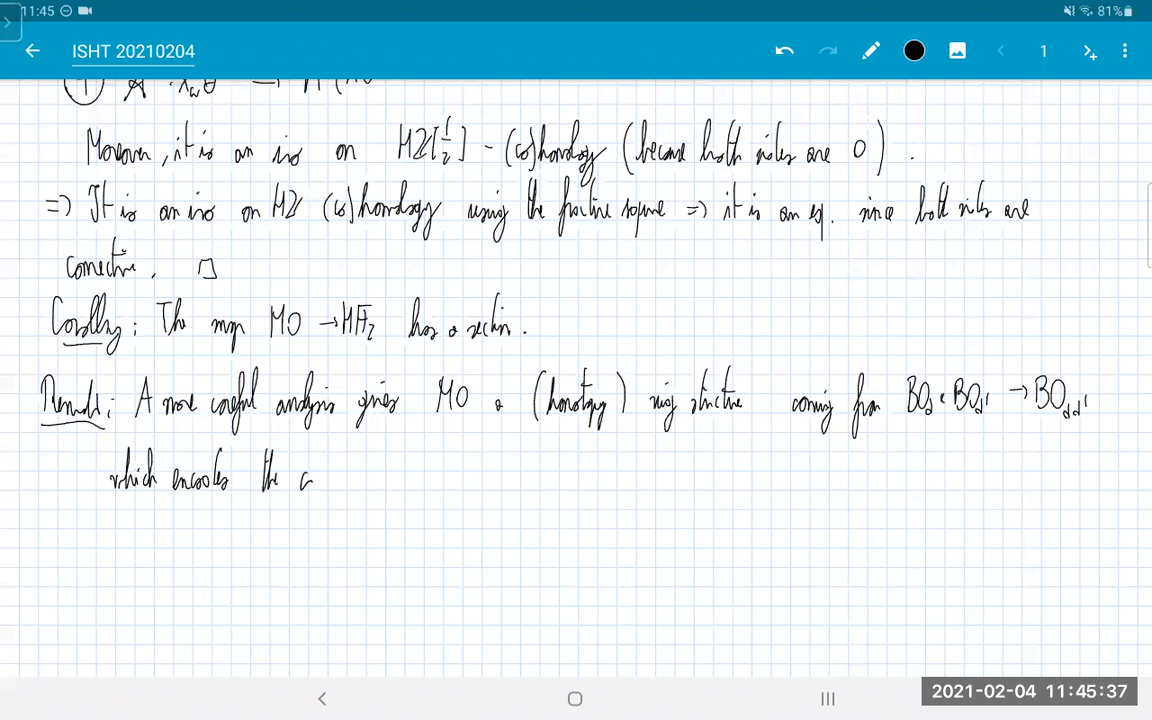 11:45
81%
ISHT 20210204
1
Moreover, it is an iso on HZ[1/2] - (co)homology (because both sides are 0).
=) It is an iso on HZ (co)homology using the fracture square => it is an eq. since both sides are
connective. □
Corollary: The map MO → HF₂ has a section.
Remark: A more careful analysis gives MO a (homotopy) ring structure coming from BO_d × BO_d' → BO_dd'
which encodes the c
2021-02-04 11:45:37